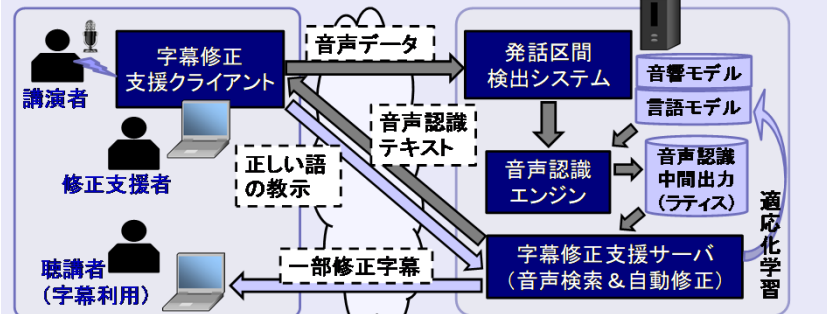 講演者
字幕修正
支援クライアント
音声データ
発話区間
検出システム
音響モデル
言語モデル
修正支援者
正しい語
の教示
音声認識
テキスト
音声認識
エンジン
音声認識
中間出力
(ラティス)
適応化学習
聴講者
(字幕利用)
一部修正字幕
字幕修正支援サーバ
(音声検索＆自動修正)